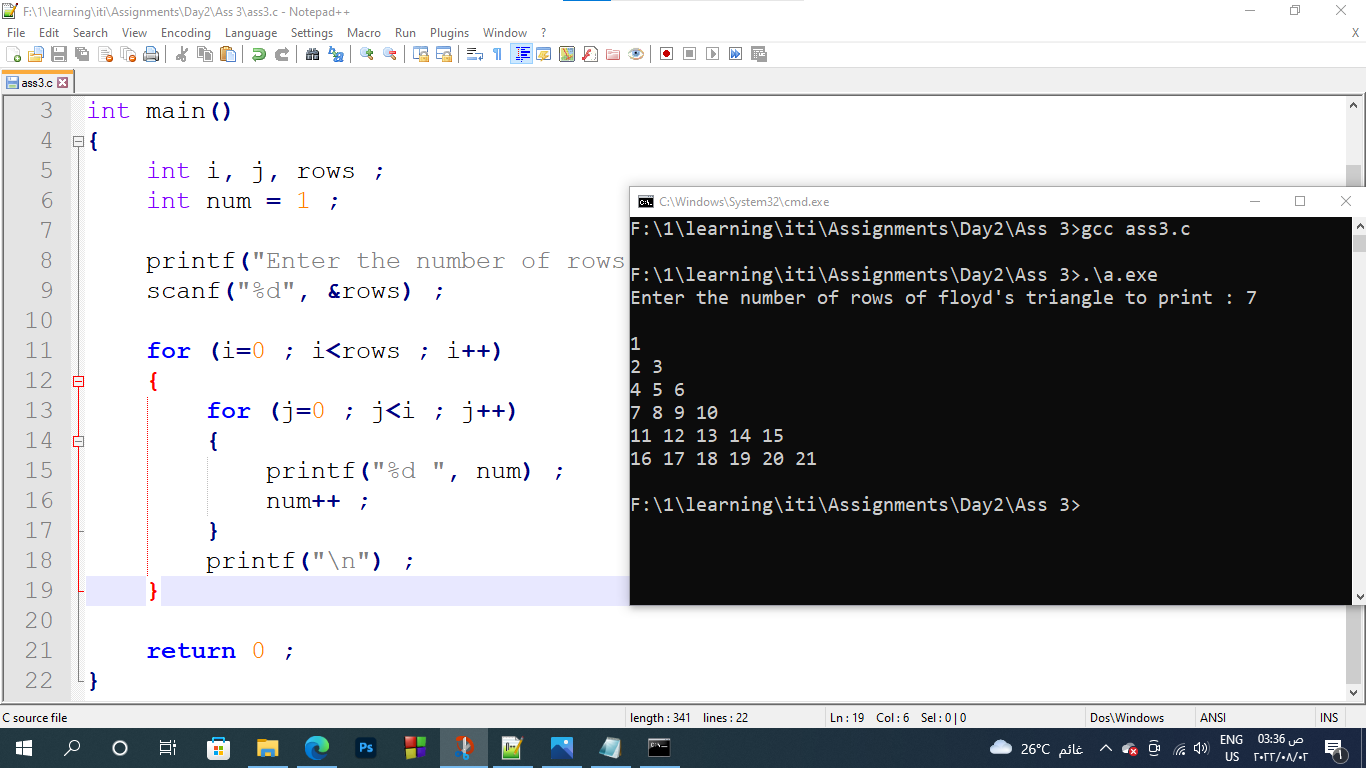 F:\1\learning\iti\Assignments\Day2\Ass 3\ass3.c - Notepad++
File Edit Search View Encoding Language Settings Macro Run Plugins Window ? X
ass3.c
3 int main()
4 {
5 int i, j, rows ;
6 int num = 1 ;
7
8 printf("Enter the number of rows
9 scanf("%d", &rows) ;
10
11 for (i=0 ; i<rows ; i++)
12 {
13 for (j=0 ; j<i ; j++)
14 {
15 printf("%d ", num) ;
16 num++ ;
17 }
18 printf("\n") ;
19 }
20
21 return 0 ;
22 }
C:\Windows\System32\cmd.exe
F:\1\learning\iti\Assignments\Day2\Ass 3>gcc ass3.c
F:\1\learning\iti\Assignments\Day2\Ass 3>.\a.exe
Enter the number of rows of floyd's triangle to print : 7
1
2 3
4 5 6
7 8 9 10
11 12 13 14 15
16 17 18 19 20 21
F:\1\learning\iti\Assignments\Day2\Ass 3>
C source file length : 341 lines : 22 Ln : 19 Col : 6 Sel : 0 | 0 Dos\Windows ANSI INS
Ps
26°C غائم
ENG
US
03:36 ص
٢٠٢٢/٠٨/٠٢
1